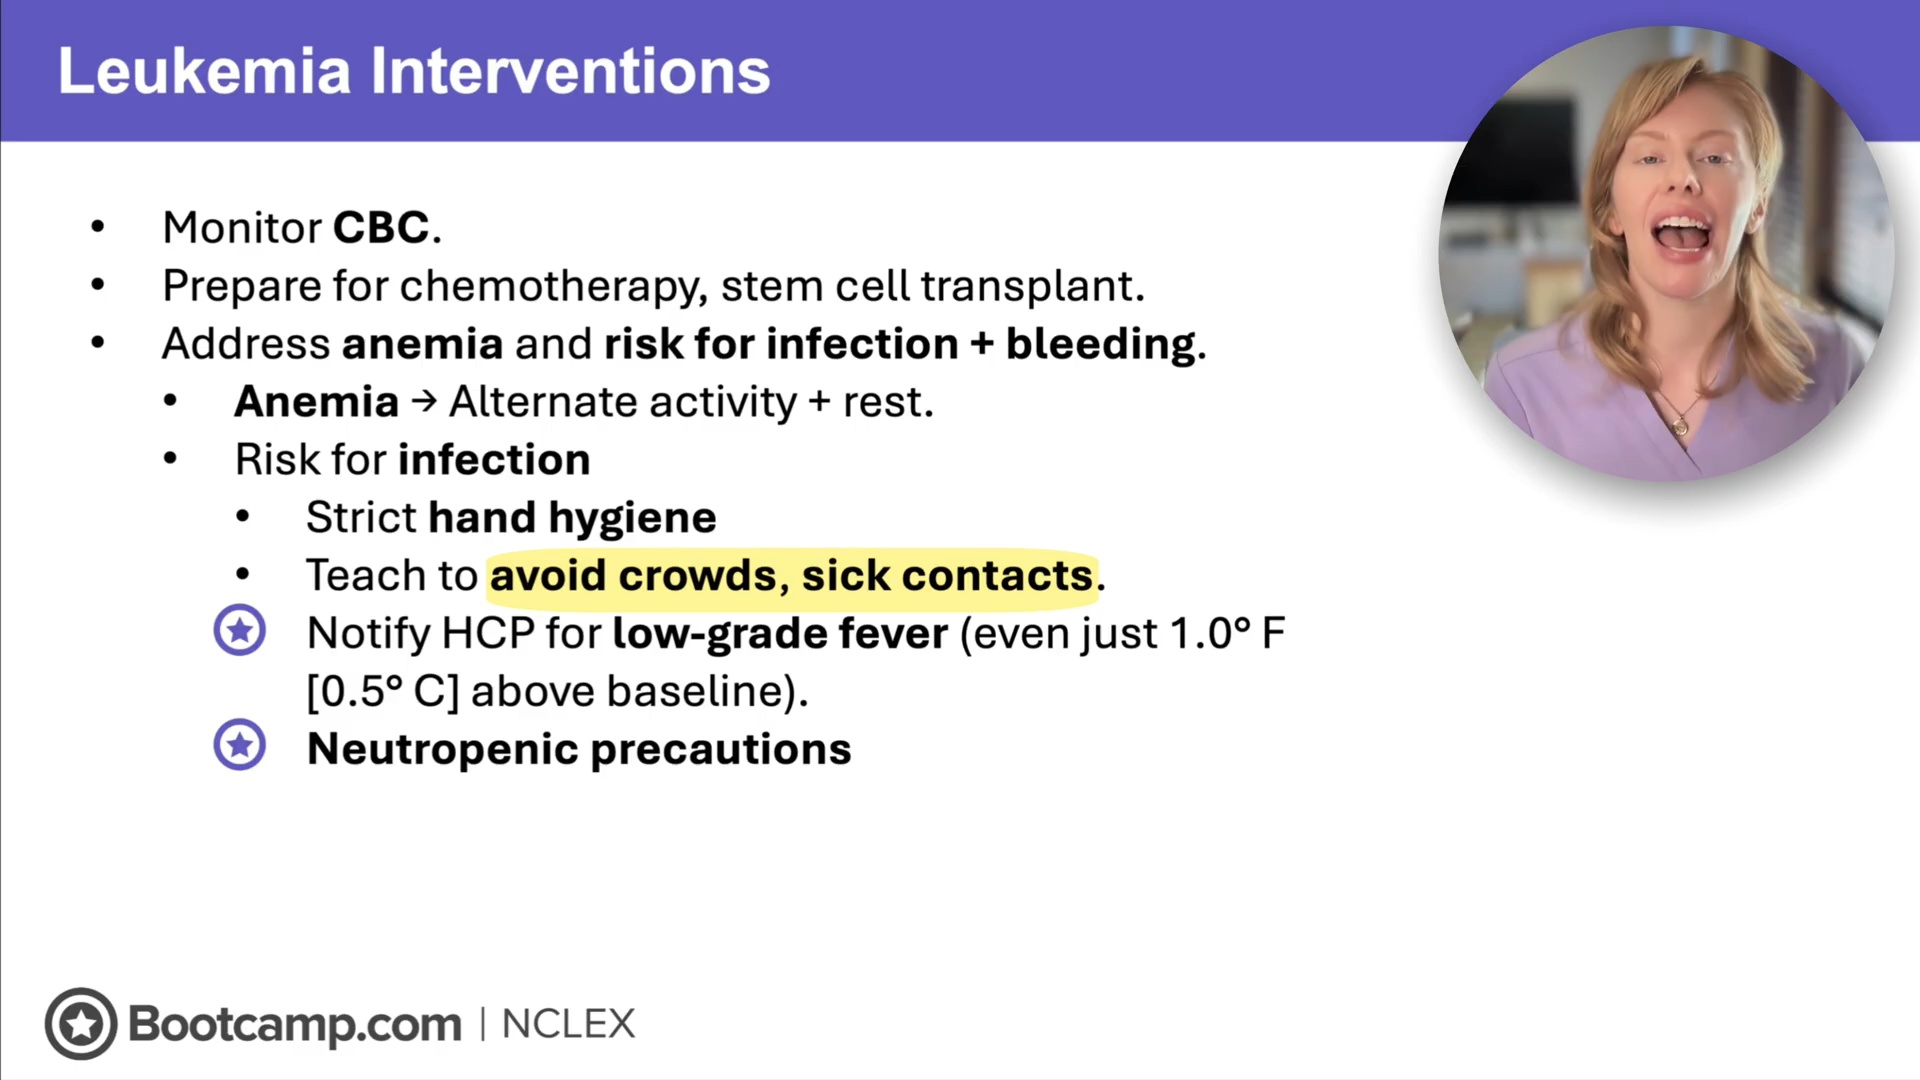 Leukemia Interventions
• Monitor CBC.
• Prepare for chemotherapy, stem cell transplant.
• Address anemia and risk for infection + bleeding.
• Anemia → Alternate activity + rest.
• Risk for infection
• Strict hand hygiene
• Teach to avoid crowds, sick contacts.
Notify HCP for low-grade fever (even just 1.0° F
[0.5° C] above baseline).
Neutropenic precautions
Bootcamp.com | NCLEX